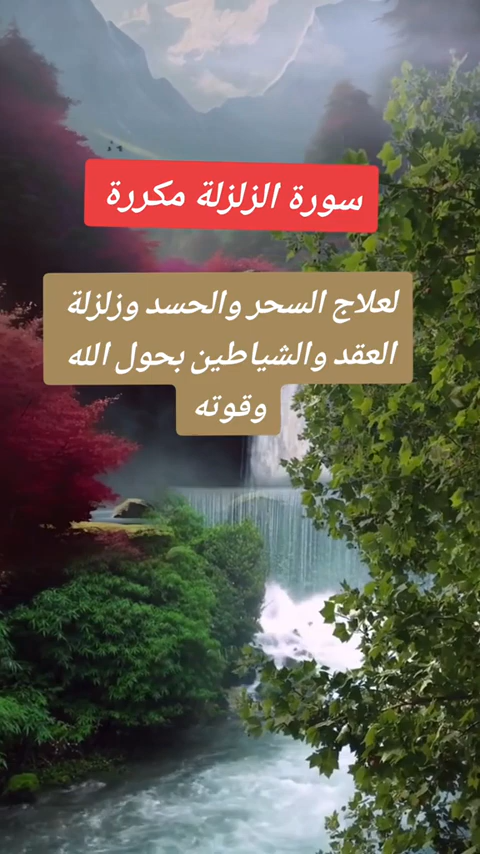 سورة الزلزلة مكررة
لعلاج السحر والحسد وزلزلة
العقد والشياطين بحول الله
وقوته